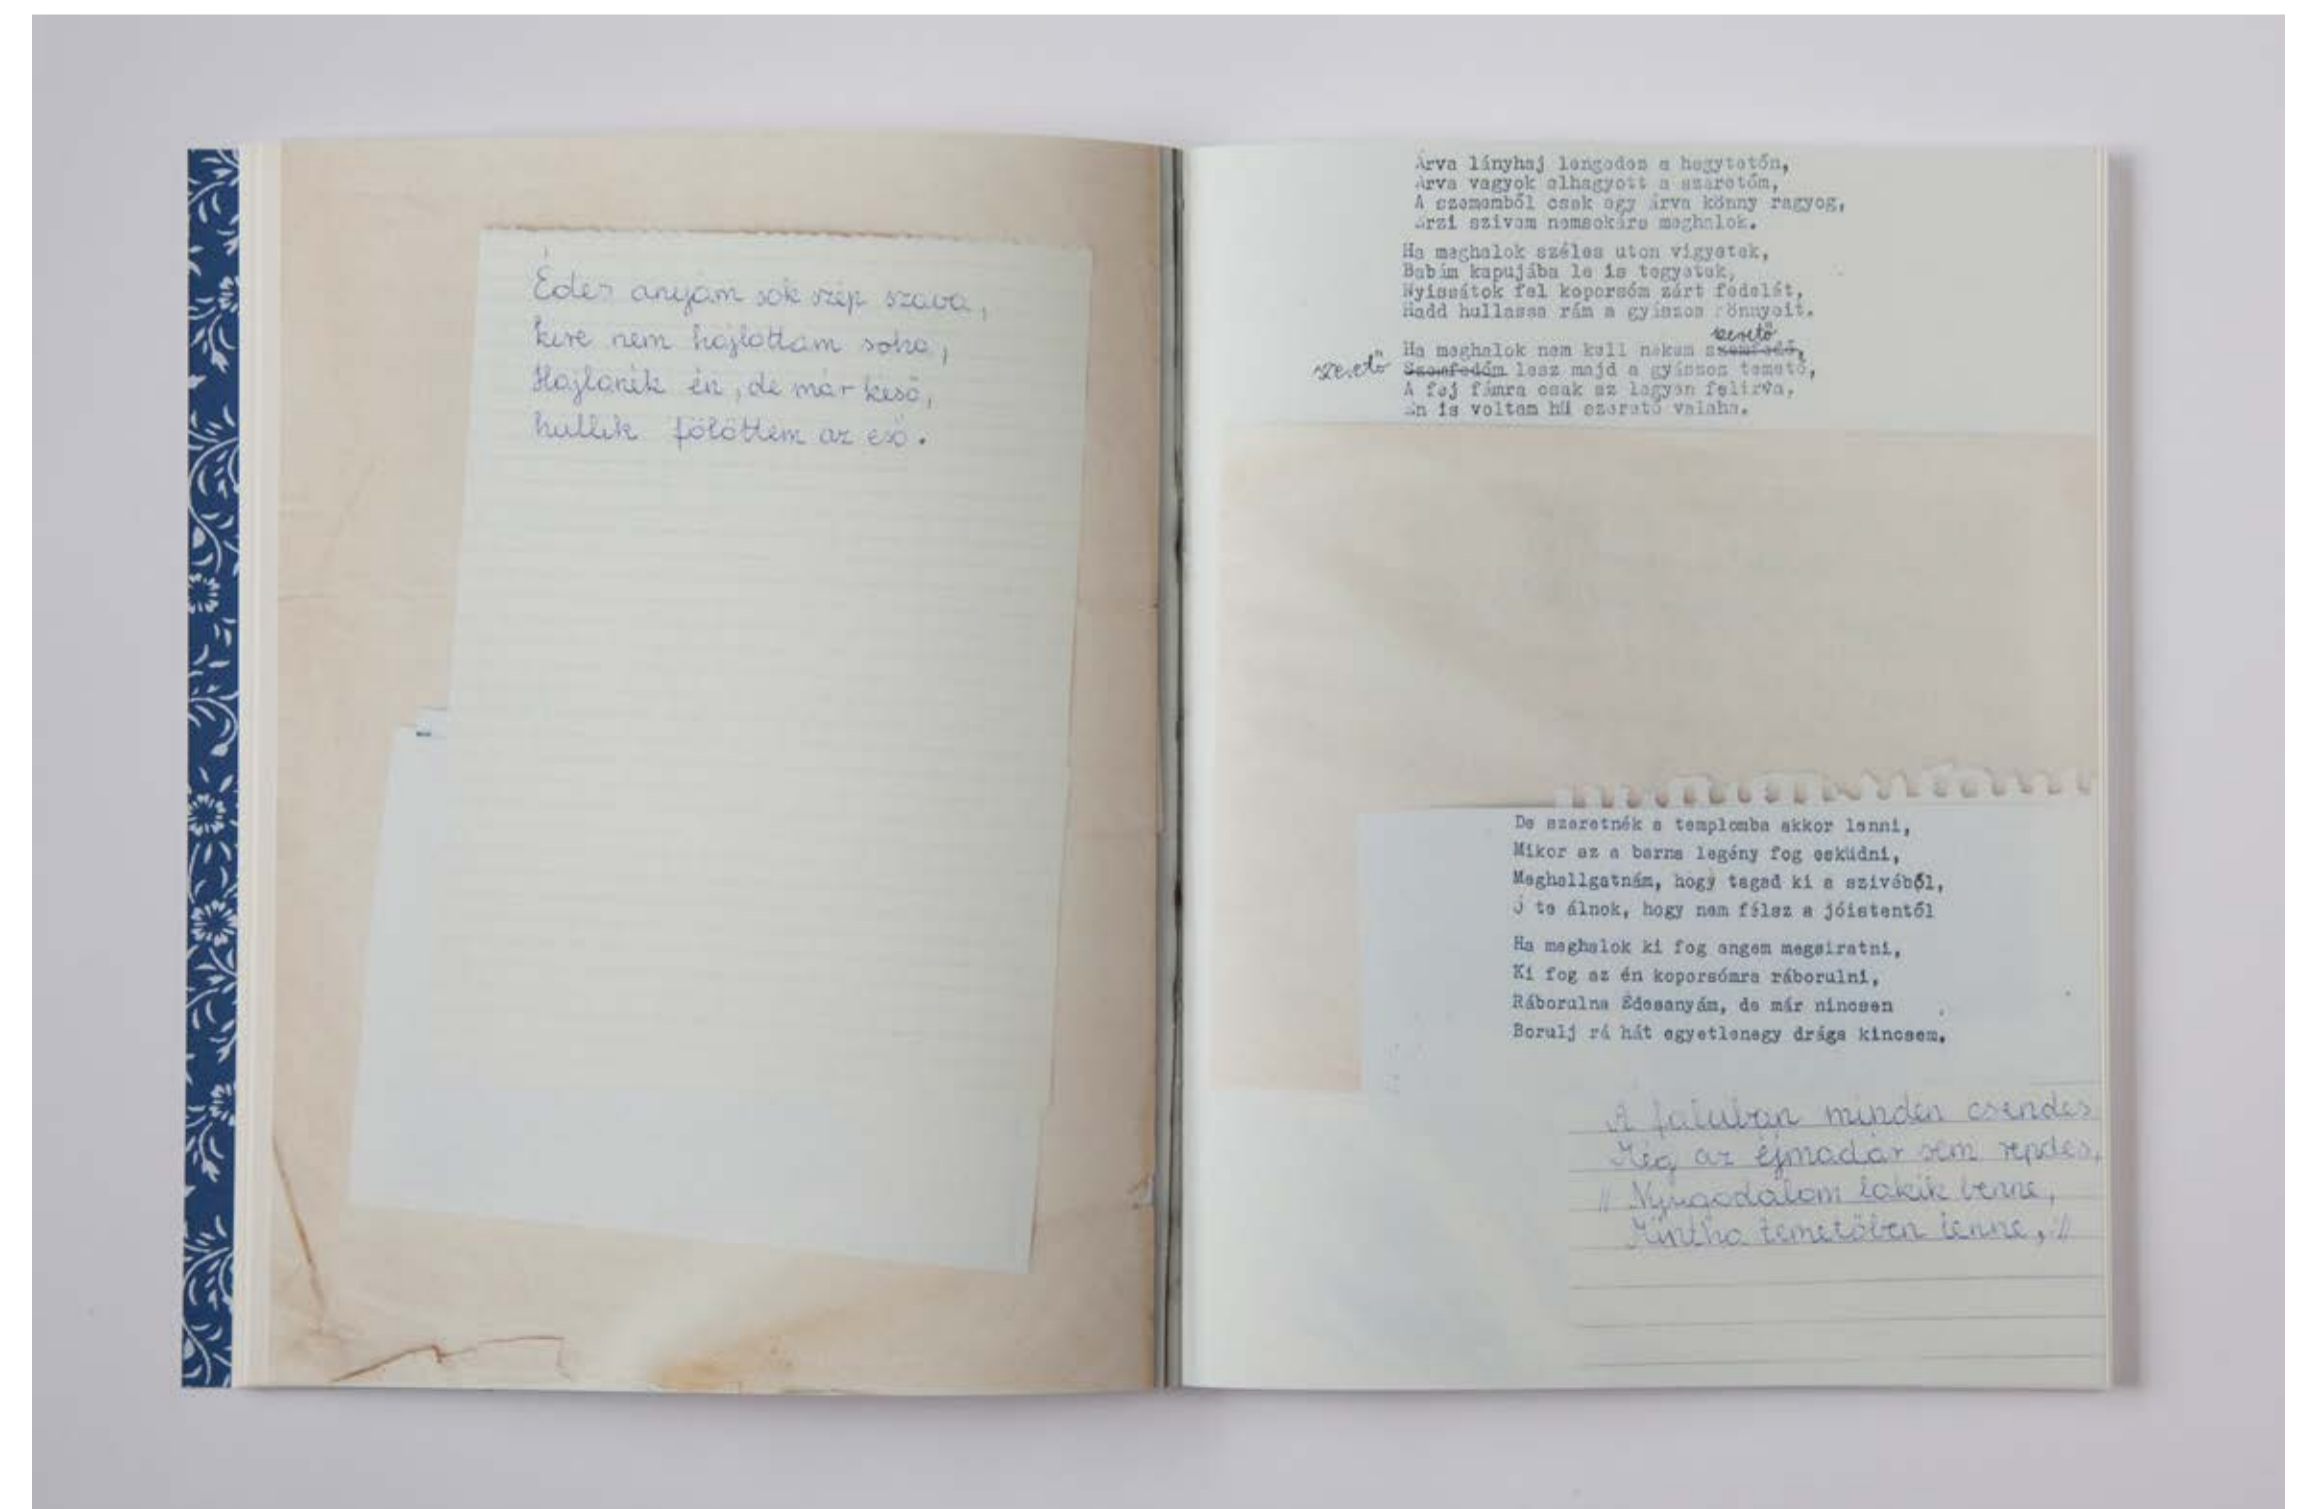 Édes anyám sok szép szava,
kire nem hajlottam soha,
Hajlanék én, de már késő,
hullik fölöttem az eső.
Árva lányhaj lengedez a hegytetőn,
Árva vagyok elhagyott a szeretőm,
A szememből csak egy árva könny ragyog,
Érzi szivem nemsokára meghalok.
Ha meghalok széles uton vigyetek,
Babám kapujába le is tegyetek,
Nyissátok fel koporsóm zárt fedelét,
Hadd hullassa rám a gyászos könnyeit.
szerető
Ha meghalok nem kell nekem szemfedő,
szerető Szemfedőm lesz majd a gyászos temető,
A fej fámra csak az legyen felirva,
Én is voltam hű szerető valaha.
De szeretnék a templomba akkor lenni,
Mikor az a barna legény fog esküdni,
Meghallgatnám, hogy tagad ki a szivéből,
Ó te álnok, hogy nem félsz a jóistentől
Ha meghalok ki fog engem megsiratni,
Ki fog az én koporsómra ráborulni,
Ráborulna Édesanyám, de már nincsen
Borulj rá hát egyetlenegy drága kincsem.
A faluban minden csendes
Még az éjmadár sem repdes,
// Nyugodalom lakik benne,
Mintha temetőben lenne, //